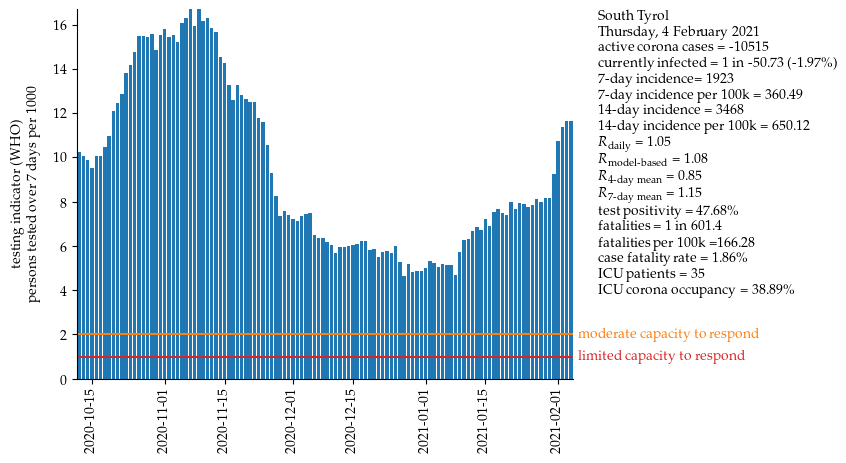 16
14
12
10
8
6
4
2
0
testing indicator (WHO)
persons tested over 7 days per 1000
2020-10-15
2020-11-01
2020-11-15
2020-12-01
2020-12-15
2021-01-01
2021-01-15
2021-02-01
South Tyrol
Thursday, 4 February 2021
active corona cases = -10515
currently infected = 1 in -50.73 (-1.97%)
7-day incidence= 1923
7-day incidence per 100k = 360.49
14-day incidence = 3468
14-day incidence per 100k = 650.12
R daily = 1.05
R model-based = 1.08
R 4-day mean = 0.85
R 7-day mean = 1.15
test positivity = 47.68%
fatalities = 1 in 601.4
fatalities per 100k =166.28
case fatality rate = 1.86%
ICU patients = 35
ICU corona occupancy = 38.89%
moderate capacity to respond
limited capacity to respond